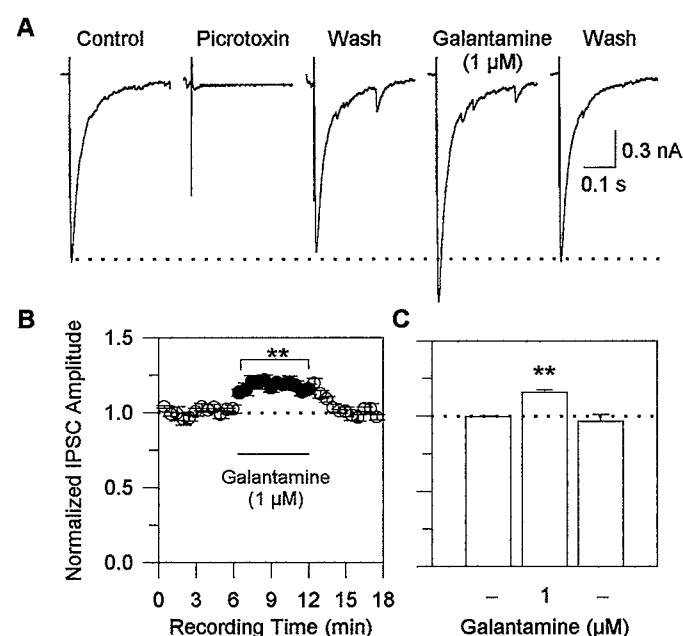 A
Control Picrotoxin Wash Galantamine (1 µM) Wash
0.3 nA
0.1 s
B
Normalized IPSC Amplitude
1.5
1.0
0.5
0.0
**
Galantamine
(1 µM)
0 3 6 9 12 15 18
Recording Time (min)
C
**
– 1 –
Galantamine (µM)